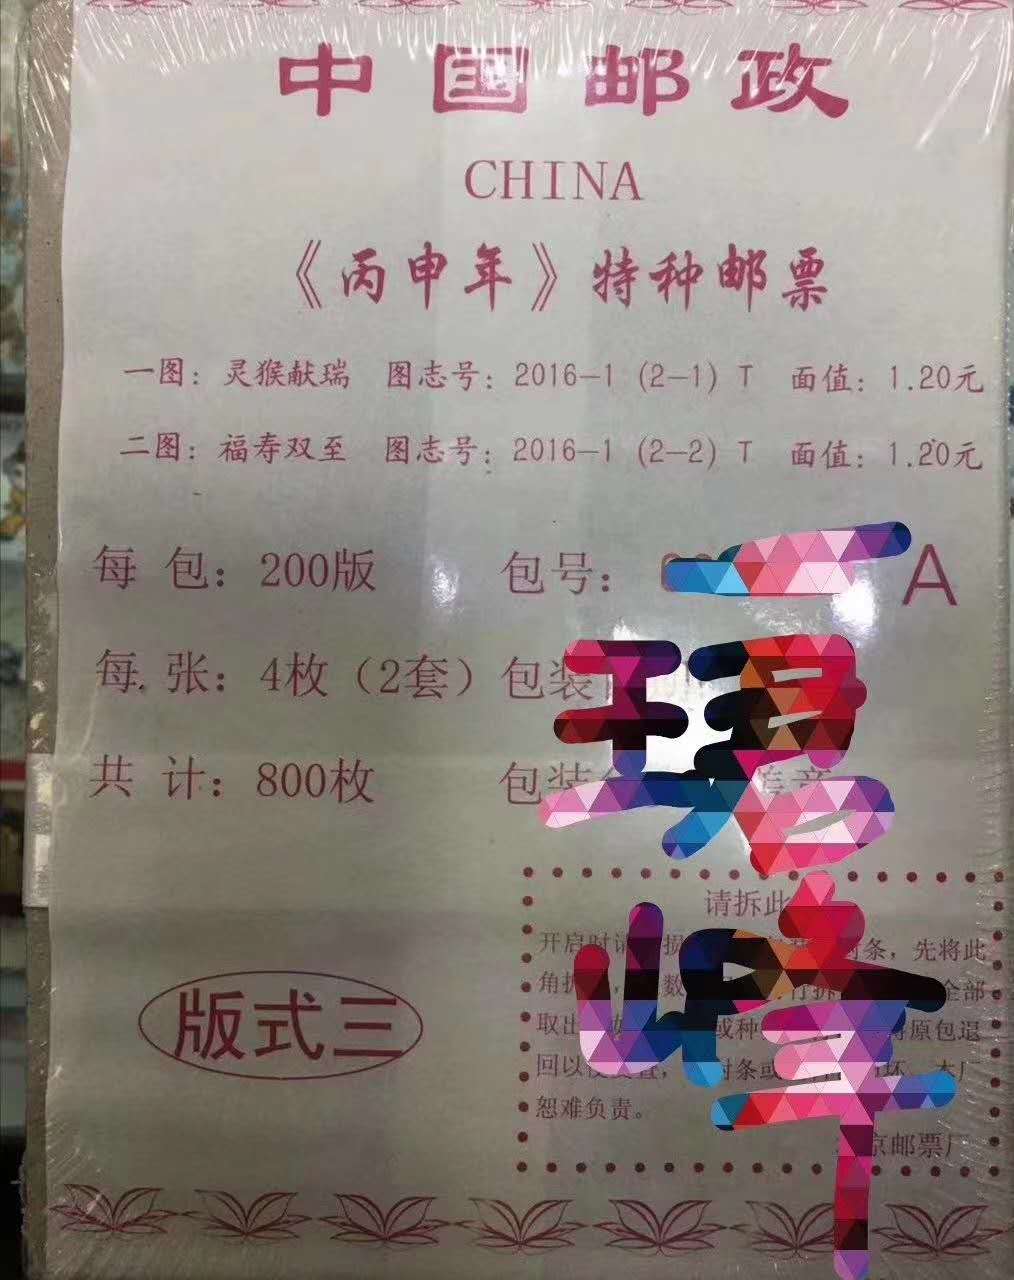 中国邮政
CHINA
《丙申年》特种邮票
一图：灵猴献瑞 图志号：2016-1 (2-1) T 面值：1.20元
二图：福寿双至 图志号：2016-1 (2-2) T 面值：1.20元
每 包：200版 包号： A
每 张：4枚（2套） 包装
共 计：800枚 包装
珺峰
请拆此
开启时请 封条，先将此
角拆 数 全部
取出 或种 原包退
回以 封条或 坏 本厂
恕难负责。
京邮票厂
版式三